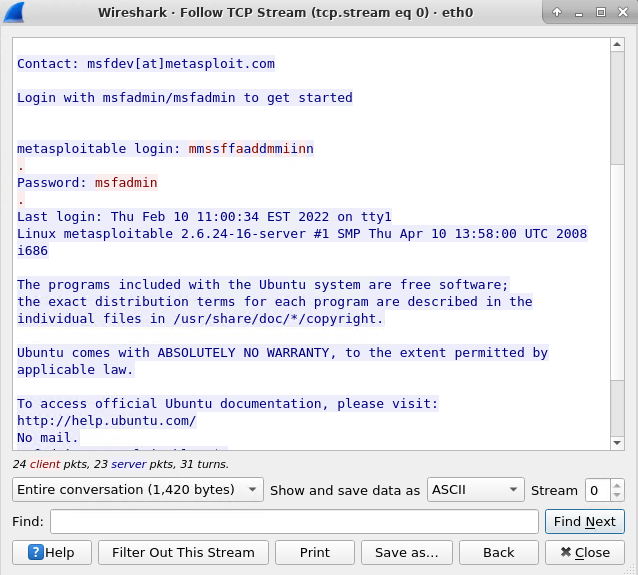 Wireshark · Follow TCP Stream (tcp.stream eq 0) · eth0
Contact: msfdev[at]metasploit.com
Login with msfadmin/msfadmin to get started
metasploitable login: mmssffaaddmmiinn
.
Password: msfadmin
.
Last login: Thu Feb 10 11:00:34 EST 2022 on tty1
Linux metasploitable 2.6.24-16-server #1 SMP Thu Apr 10 13:58:00 UTC 2008
i686
The programs included with the Ubuntu system are free software;
the exact distribution terms for each program are described in the
individual files in /usr/share/doc/*/copyright.
Ubuntu comes with ABSOLUTELY NO WARRANTY, to the extent permitted by
applicable law.
To access official Ubuntu documentation, please visit:
http://help.ubuntu.com/
No mail.
24 client pkts, 23 server pkts, 31 turns.
Entire conversation (1,420 bytes) Show and save data as ASCII Stream 0
Find: Find Next
Help Filter Out This Stream Print Save as… Back Close